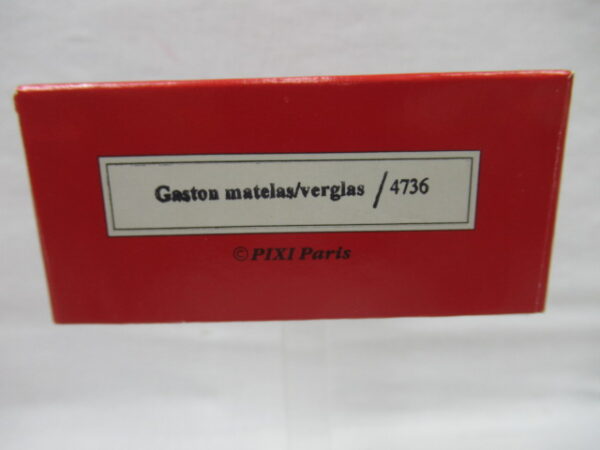 Gaston matelas/verglas / 4736
© PIXI Paris